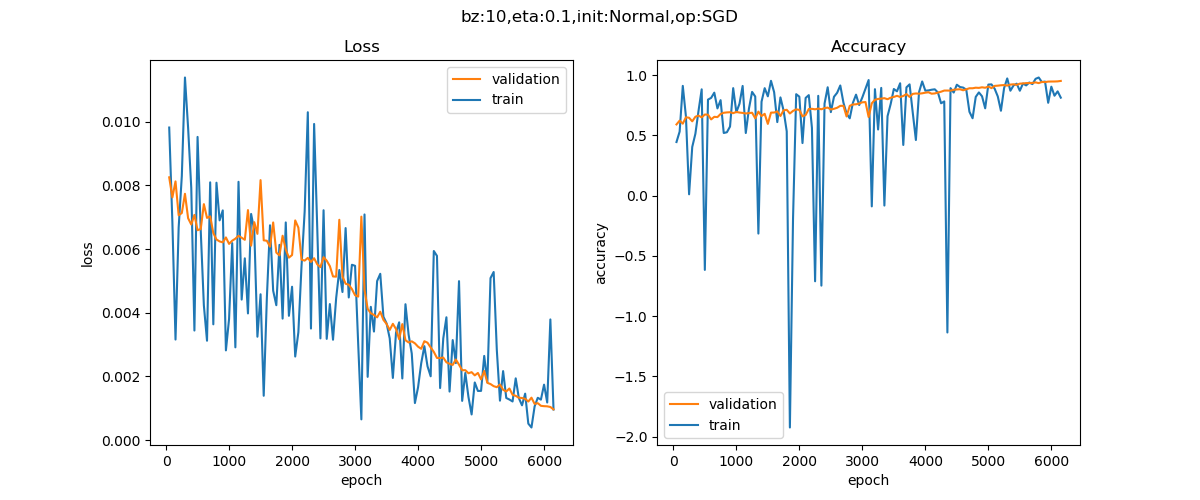 bz:10,eta:0.1,init:Normal,op:SGD
Loss
validation
train
0.010
0.008
0.006
0.004
0.002
0.000
loss
0
1000
2000
3000
4000
5000
6000
epoch
Accuracy
1.0
0.5
0.0
−0.5
−1.0
−1.5
−2.0
accuracy
validation
train
0
1000
2000
3000
4000
5000
6000
epoch